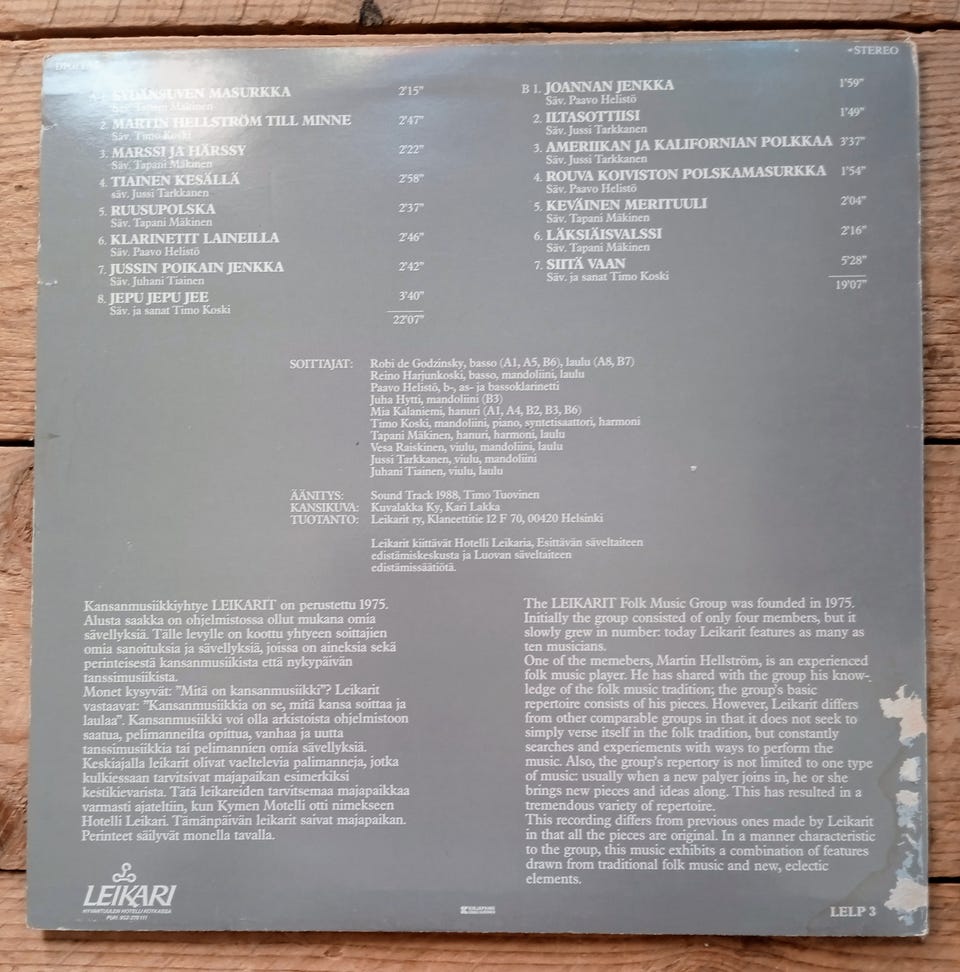 *STEREO
SYDÄNSUVEN MASURKKA 2'15"
Säv. Tapani Mäkinen
2. MARTIN HELLSTRÖM TILL MINNE 2'47"
Säv. Timo Koski
3. MARSSI JA HÄRSSY 2'22"
Säv. Tapani Mäkinen
4. TIAINEN KESÄLLÄ 2'58"
säv. Jussi Tarkkanen
5. RUUSUPOLSKA 2'37"
Säv. Tapani Mäkinen
6. KLARINETIT LAINEILLA 2'46"
Säv. Paavo Helistö
7. JUSSIN POIKAIN JENKKA 2'42"
Säv. Juhani Tiainen
8. JEPU JEPU JEE 3'40"
Säv. ja sanat Timo Koski
22'07"
B 1. JOANNAN JENKKA 1'59"
Säv. Paavo Helistö
2. ILTASOTTIISI 1'49"
Säv. Jussi Tarkkanen
3. AMERIIKAN JA KALIFORNIAN POLKKAA 3'37"
Säv. Jussi Tarkkanen
4. ROUVA KOIVISTON POLSKAMASURKKA 1'54"
Säv. Paavo Helistö
5. KEVÄINEN MERITUULI 2'04"
Säv. Tapani Mäkinen
6. LÄKSIÄISVALSSI 2'16"
Säv. Tapani Mäkinen
7. SIITÄ VAAN 5'28"
Säv. ja sanat Timo Koski
19'07"
SOITTAJAT: Robi de Godzinsky, basso (A1, A5, B6), laulu (A8, B7)
Reino Harjunkoski, basso, mandoliini, laulu
Paavo Helistö, b-, as- ja bassoklarinetti
Juha Hytti, mandoliini (B3)
Mia Kalaniemi, hanuri (A1, A4, B2, B3, B6)
Timo Koski, mandoliini, piano, syntetisaattori, harmoni
Tapani Mäkinen, hanuri, harmoni, laulu
Vesa Raiskinen, viulu, mandoliini, laulu
Jussi Tarkkanen, viulu, mandoliini
Juhani Tiainen, viulu, laulu
ÄÄNITYS: Sound Track 1988, Timo Tuovinen
KANSIKUVA: Kuvalakka Ky, Kari Lakka
TUOTANTO: Leikarit ry, Klaneettitie 12 F 70, 00420 Helsinki
Leikarit kiittävät Hotelli Leikaria, Esittävän säveltaiteen
edistämiskeskusta ja Luovan säveltaiteen
edistämissäätiötä.
Kansanmusiikkiyhtye LEIKARIT on perustettu 1975.
Alusta saakka on ohjelmistossa ollut mukana omia
sävellyksiä. Tälle levylle on koottu yhtyeen soittajien
omia sanoituksia ja sävellyksiä, joissa on aineksia sekä
perinteisestä kansanmusiikista että nykypäivän
tanssimusiikista.
Monet kysyvät: "Mitä on kansanmusiikki"? Leikarit
vastaavat: "Kansanmusiikkia on se, mitä kansa soittaa ja
laulaa". Kansanmusiikki voi olla arkistoista ohjelmistoon
saatua, pelimanneilta opittua, vanhaa ja uutta
tanssimusiikkia tai pelimannien omia sävellyksiä.
Keskiajalla leikarit olivat vaeltelevia palimanneja, jotka
kulkiessaan tarvitsivat majapaikan esimerkiksi
kestikievarista. Tätä leikareiden tarvitsemaa majapaikkaa
varmasti ajateltiin, kun Kymen Motelli otti nimekseen
Hotelli Leikari. Tämänpäivän leikarit saivat majapaikan.
Perinteet säilyvät monella tavalla.
The LEIKARIT Folk Music Group was founded in 1975.
Initially the group consisted of only four members, but it
slowly grew in number: today Leikarit features as many as
ten musicians.
One of the memebers, Martin Hellström, is an experienced
folk music player. He has shared with the group his know-
ledge of the folk music tradition; the group's basic
repertoire consists of his pieces. However, Leikarit differs
from other comparable groups in that it does not seek to
simply verse itself in the folk tradition, but constantly
searches and experiements with ways to perform the
music. Also, the group's repertory is not limited to one type
of music: usually when a new palyer joins in, he or she
brings new pieces and ideas along. This has resulted in a
tremendous variety of repertoire.
This recording differs from previous ones made by Leikarit
in that all the pieces are original. In a manner characteristic
to the group, this music exhibits a combination of features
drawn from traditional folk music and new, eclectic
elements.
LEIKARI
HYVÄNTUULEN HOTELLI KOTKASSA
PUH. 952-278 111
LELP 3